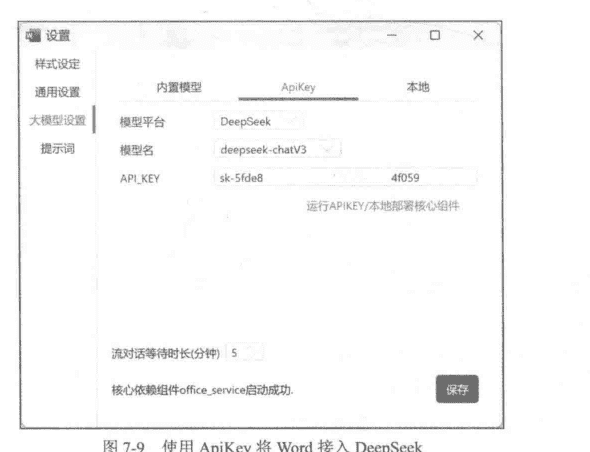 设置
样式设定
通用设置
大模型设置
提示词
内置模型 ApiKey 本地
模型平台 DeepSeek
模型名 deepseek-chatV3
API_KEY sk-5fde8 4f059
运行APIKEY/本地部署核心组件
流对话等待时长(分钟) 5
核心依赖组件office_service启动成功.
保存
图 7-9 使用 ApiKey 将 Word 接入 DeepSeek